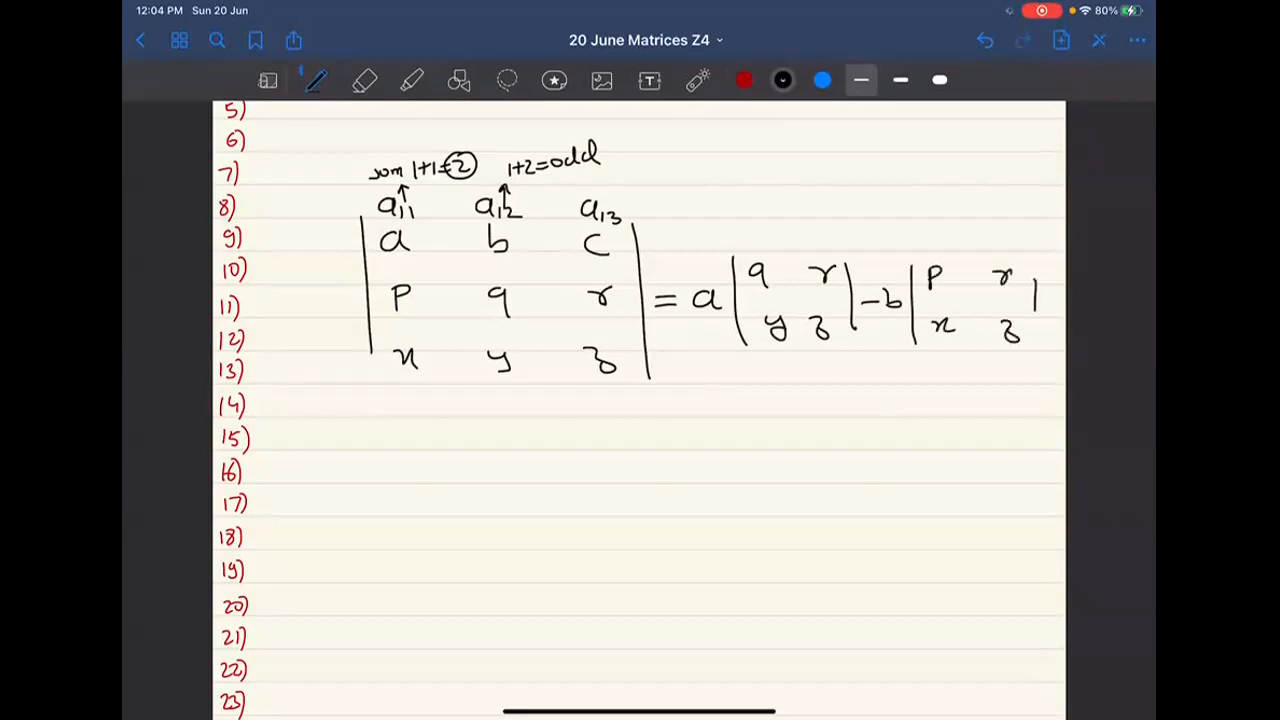 12:04 PM Sun 20 Jun 80%
20 June Matrices Z4
5)
6)
7) sum 1+1=2 1+2=odd
8) a11 a12 a13
9) a b c
10) q r p r
11) p q r = a -b
12) y z x z
13) x y z
14)
15)
16)
17)
18)
19)
20)
21)
22)
23)